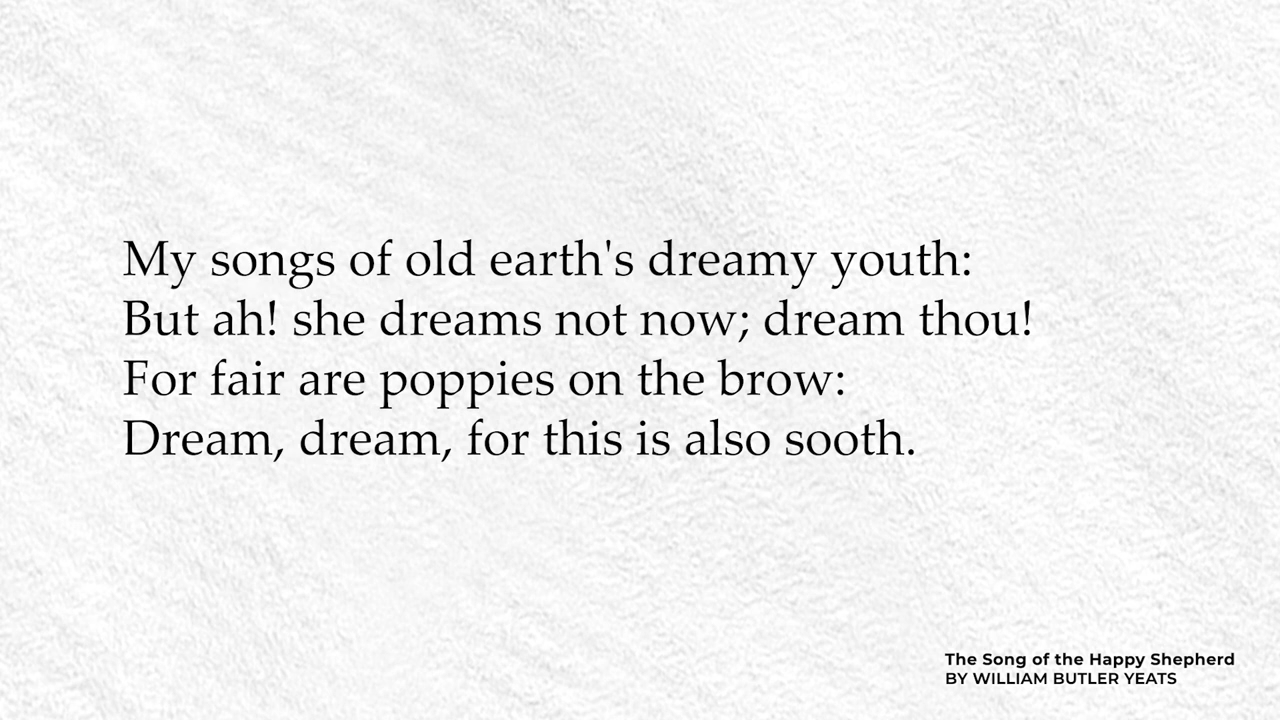 My songs of old earth's dreamy youth:
But ah! she dreams not now; dream thou!
For fair are poppies on the brow:
Dream, dream, for this is also sooth.
The Song of the Happy Shepherd
BY WILLIAM BUTLER YEATS